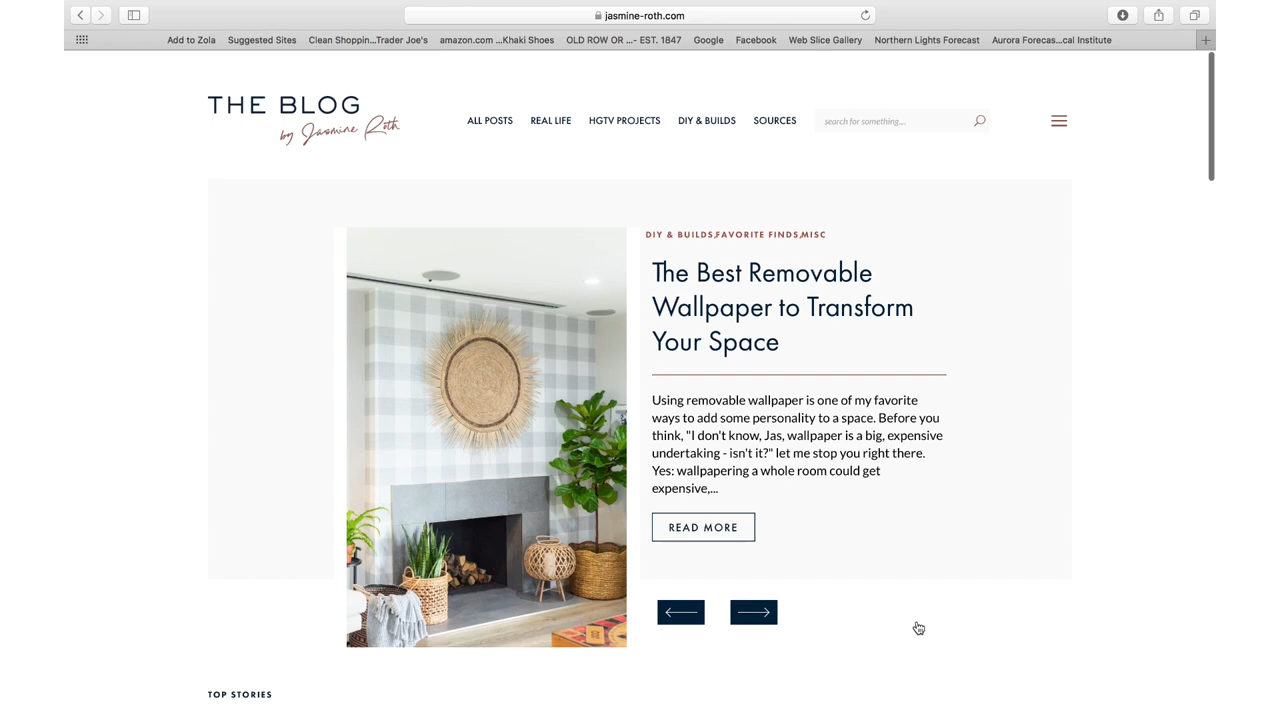 jasmine-roth.com
Add to Zola Suggested Sites Clean Shoppin...Trader Joe's amazon.com ...Khaki Shoes OLD ROW OR ...- EST. 1847 Google Facebook Web Slice Gallery Northern Lights Forecast Aurora Forecas...cal Institute
THE BLOG
by Jasmine Roth
ALL POSTS REAL LIFE HGTV PROJECTS DIY & BUILDS SOURCES search for something....
DIY & BUILDS,FAVORITE FINDS,MISC
The Best Removable
Wallpaper to Transform
Your Space
Using removable wallpaper is one of my favorite
ways to add some personality to a space. Before you
think, "I don't know, Jas, wallpaper is a big, expensive
undertaking - isn't it?" let me stop you right there.
Yes: wallpapering a whole room could get
expensive,...
READ MORE
TOP STORIES